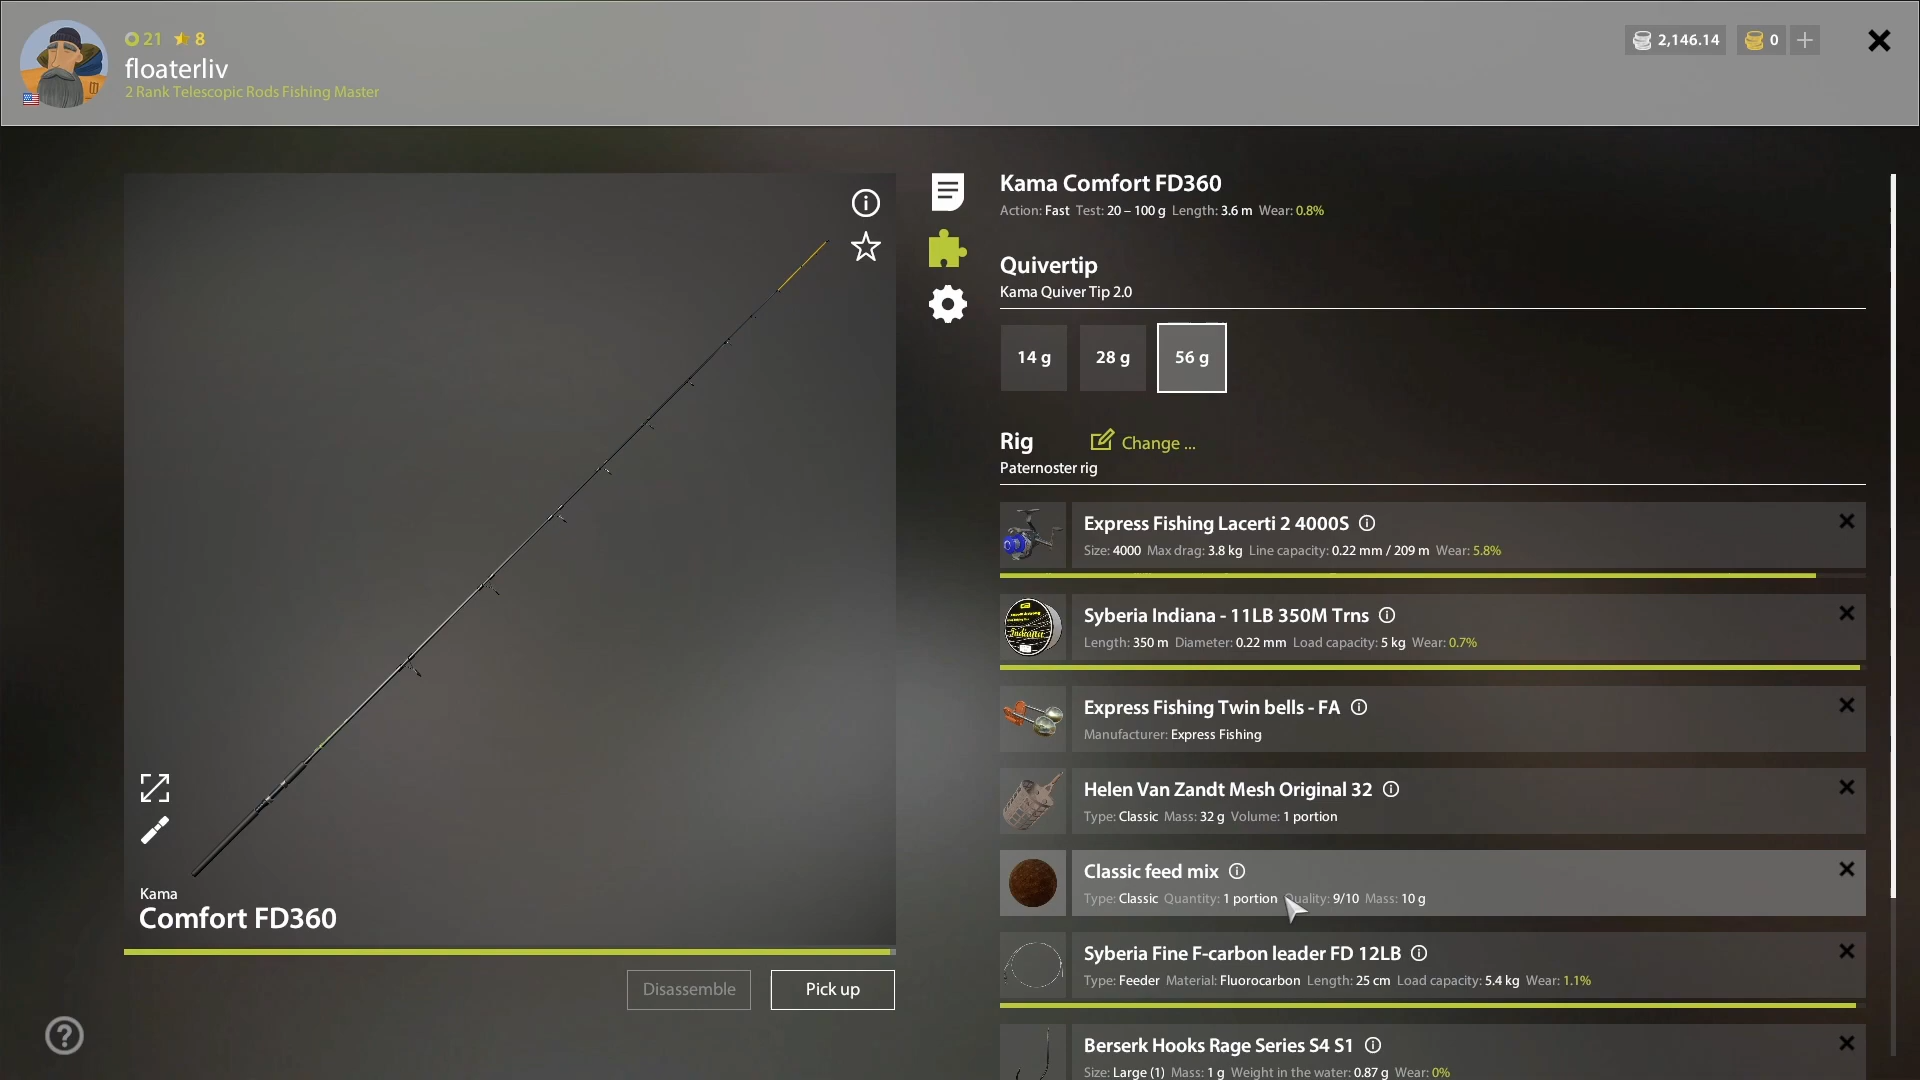 21 8
floaterliv
2 Rank Telescopic Rods Fishing Master
2,146.14
0
Kama
Comfort FD360
Disassemble
Pick up
Kama Comfort FD360
Action: Fast Test: 20 – 100 g Length: 3.6 m Wear: 0.8%
Quivertip
Kama Quiver Tip 2.0
14 g
28 g
56 g
Rig
Change ...
Paternoster rig
Express Fishing Lacerti 2 4000S
Size: 4000 Max drag: 3.8 kg Line capacity: 0.22 mm / 209 m Wear: 5.8%
Indiana
Syberia Indiana - 11LB 350M Trns
Length: 350 m Diameter: 0.22 mm Load capacity: 5 kg Wear: 0.7%
Express Fishing Twin bells - FA
Manufacturer: Express Fishing
Helen Van Zandt Mesh Original 32
Type: Classic Mass: 32 g Volume: 1 portion
Classic feed mix
Type: Classic Quantity: 1 portion Quality: 9/10 Mass: 10 g
Syberia Fine F-carbon leader FD 12LB
Type: Feeder Material: Fluorocarbon Length: 25 cm Load capacity: 5.4 kg Wear: 1.1%
Berserk Hooks Rage Series S4 S1
Size: Large (1) Mass: 1 g Weight in the water: 0.87 g Wear: 0%